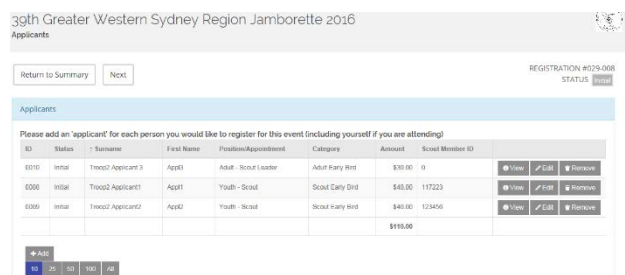 39th Greater Western Sydney Region Jamborette 2016
Applicants
Return to Summary Next
REGISTRATION #029-008
STATUS Initial
Applicants
Please add an 'applicant' for each person you would like to register for this event (including yourself if you are attending)
ID Status ↑ Surname First Name Position/Appointment Category Amount Scout Member ID
0010 Initial Troop2 Applicant 3 Appl3 Adult - Scout Leader Adult Early Bird $30.00 0 View Edit Remove
0088 Initial Troop2 Applicant1 Appl1 Youth - Scout Scout Early Bird $40.00 117223 View Edit Remove
0089 Initial Troop2 Applicant2 Appl2 Youth - Scout Scout Early Bird $40.00 123456 View Edit Remove
$110.00
+ Add
10 25 50 100 All